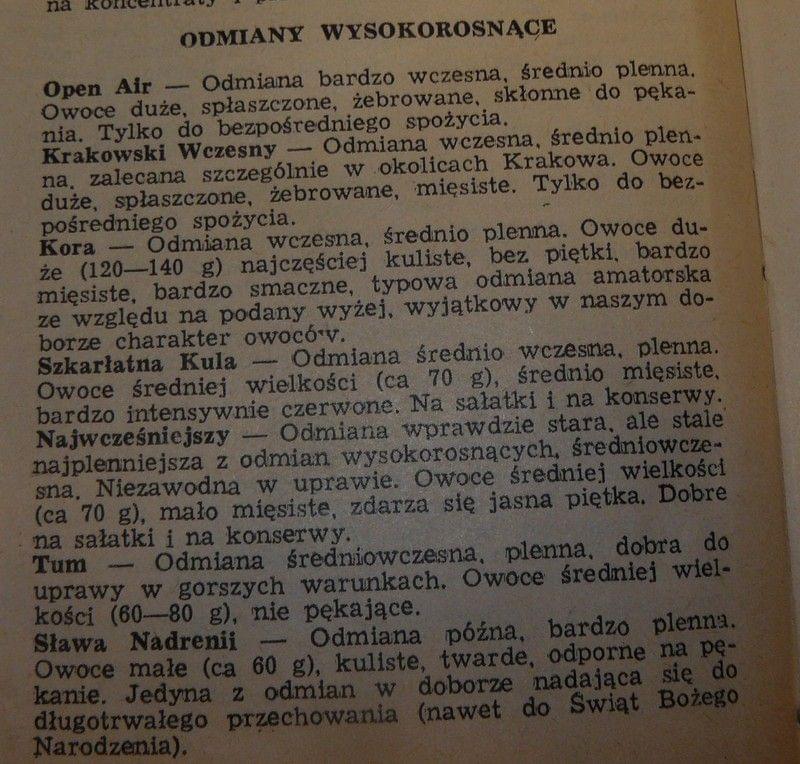 na koncentraty i
ODMIANY WYSOKOROSNĄCE
Open Air — Odmiana bardzo wczesna, średnio plenna.
Owoce duże, spłaszczone, żebrowane, skłonne do pęka-
nia. Tylko do bezpośredniego spożycia.
Krakowski Wczesny — Odmiana wczesna, średnio plen-
na, zalecana szczególnie w okolicach Krakowa. Owoce
duże, spłaszczone, żebrowane, mięsiste. Tylko do bez-
pośredniego spożycia.
Kora — Odmiana wczesna, średnio plenna. Owoce du-
że (120—140 g) najczęściej kuliste, bez piętki, bardzo
mięsiste, bardzo smaczne, typowa odmiana amatorska
ze względu na podany wyżej, wyjątkowy w naszym do-
borze charakter owoców.
Szkarłatna Kula — Odmiana średnio wczesna, plenna.
Owoce średniej wielkości (ca 70 g), średnio mięsiste,
bardzo intensywnie czerwone. Na sałatki i na konserwy.
Najwcześniejszy — Odmiana wprawdzie stara, ale stale
najplenniejsza z odmian wysokorosnących, średniowcze-
sna. Niezawodna w uprawie. Owoce średniej wielkości
(ca 70 g), mało mięsiste, zdarza się jasna piętka. Dobre
na sałatki i na konserwy.
Tum — Odmiana średniowczesna, plenna, dobra do
uprawy w gorszych warunkach. Owoce średniej wiel-
kości (60—80 g), nie pękające.
Sława Nadrenii — Odmiana późna, bardzo plenna.
Owoce małe (ca 60 g), kuliste, twarde, odporne na pę-
kanie. Jedyna z odmian w doborze nadająca się do
długotrwałego przechowania (nawet do Świąt Bożego
Narodzenia).